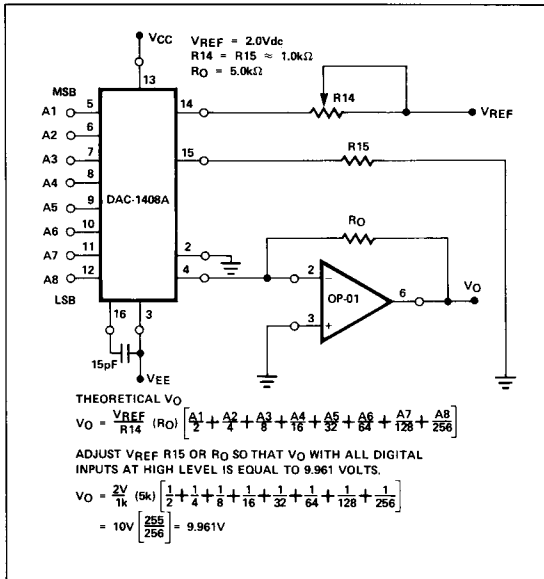 VCC
VREF = 2.0Vdc
R14 = R15 ≈ 1.0kΩ
RO = 5.0kΩ
13
MSB
A1 5
A2 6
A3 7
A4 8
A5 9
A6 10
A7 11
A8 12
LSB
DAC-1408A
14
R14
VREF
15
R15
2
4
RO
2
−
OP-01
6
VO
3
+
16
3
15pF
VEE
THEORETICAL VO
VO = VREF/R14 (RO) [A1/2 + A2/4 + A3/8 + A4/16 + A5/32 + A6/64 + A7/128 + A8/256]
ADJUST VREF R15 OR RO SO THAT VO WITH ALL DIGITAL
INPUTS AT HIGH LEVEL IS EQUAL TO 9.961 VOLTS.
VO = 2V/1k (5k) [1/2 + 1/4 + 1/8 + 1/16 + 1/32 + 1/64 + 1/128 + 1/256]
= 10V [255/256] = 9.961V